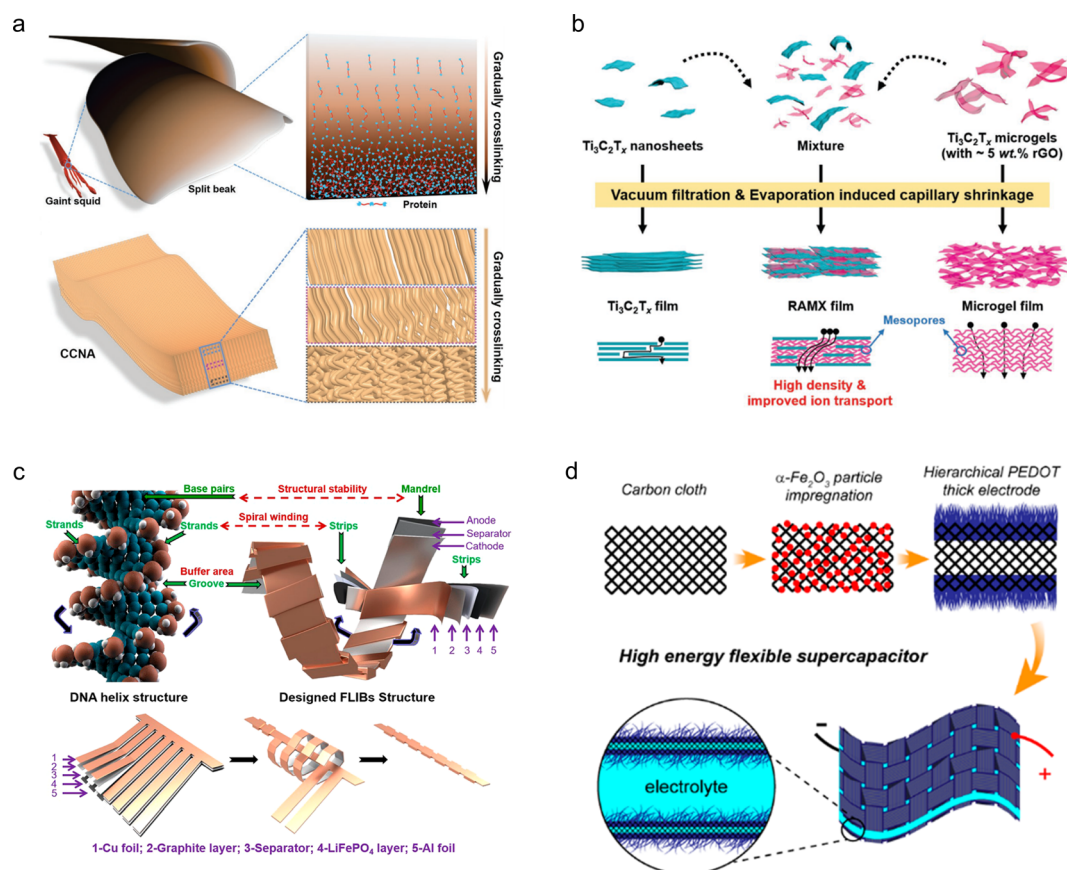 a
Gradually crosslinking
Gaint squid
Split beak
Protein
CCNA
Gradually crosslinking
b
Ti₃C₂Tₓ nanosheets
Mixture
Ti₃C₂Tₓ microgels
(with ~ 5 wt.% rGO)
Vacuum filtration & Evaporation induced capillary shrinkage
Ti₃C₂Tₓ film
RAMX film
Microgel film
Mesopores
High density &
improved ion transport
c
Base pairs
Structural stability
Mandrel
Strands
Strands
Spiral winding
Strips
Anode
Separator
Cathode
Strips
Buffer area
Groove
1 2 3 4 5
DNA helix structure
Designed FLIBs Structure
1
2
3
4
5
1-Cu foil; 2-Graphite layer; 3-Separator; 4-LiFePO₄ layer; 5-Al foil
d
Carbon cloth
α-Fe₂O₃ particle
impregnation
Hierarchical PEDOT
thick electrode
High energy flexible supercapacitor
electrolyte
-
+